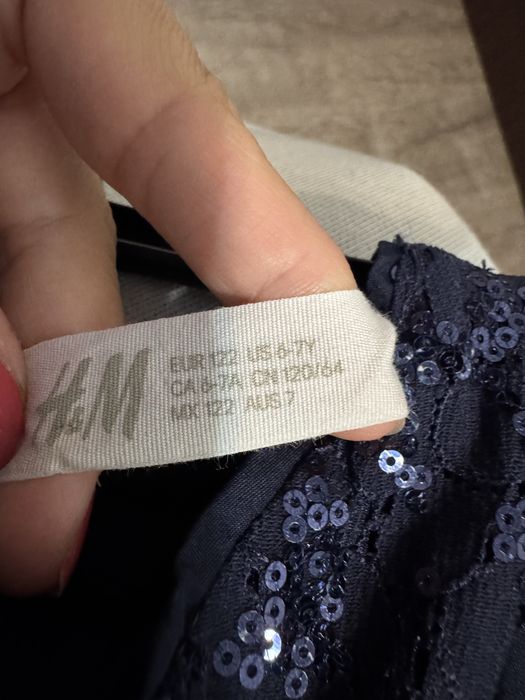 H&M
EUR 122 US 6-7Y
CA 6-7A CN 120/64
MX 122 AUS 7